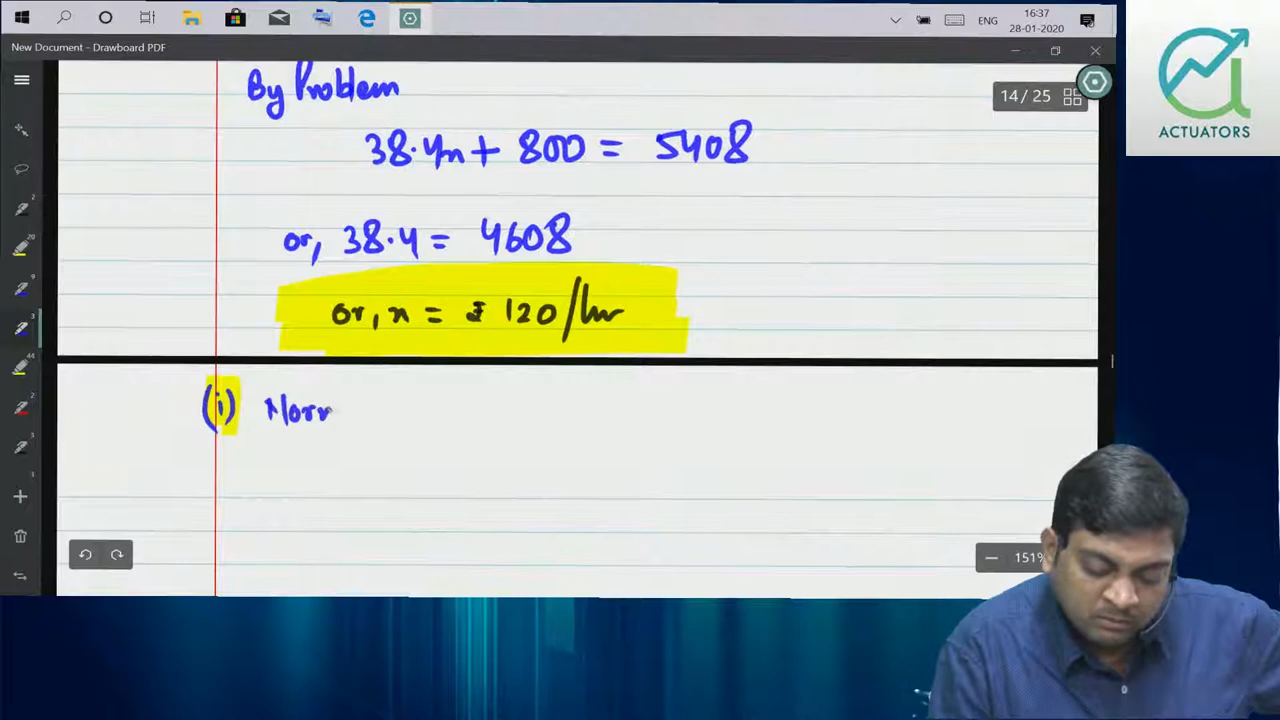 ENG
16:37
28-01-2020
New Document - Drawboard PDF
ACTUATORS
14 / 25
By Problem
38.4x + 800 = 5408
or, 38.4 = 4608
or, x = ₹ 120/hr
(i) Norm
151%